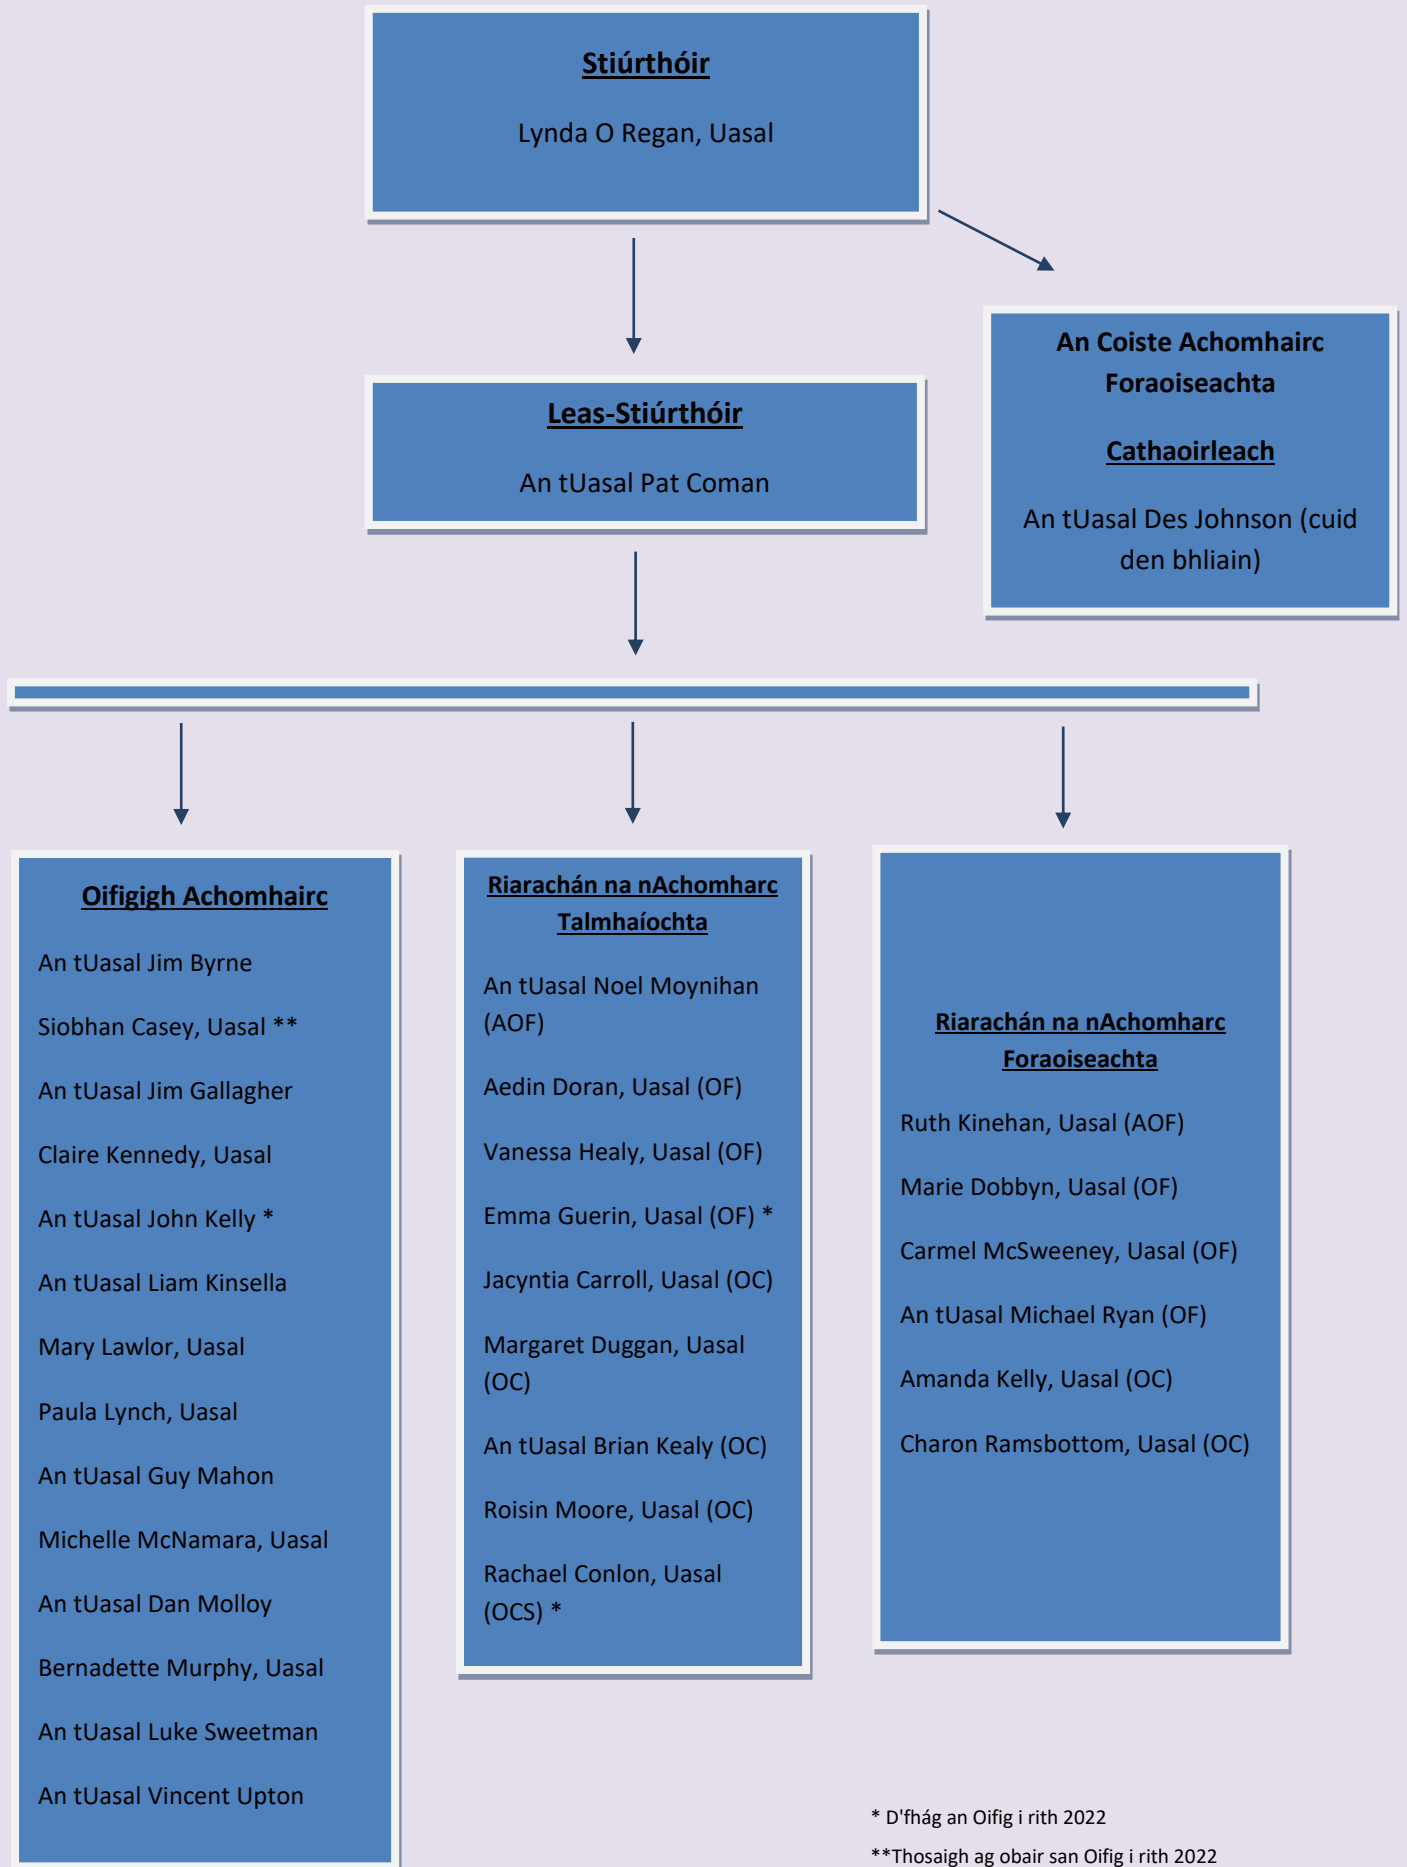 Stiúrthóir
Lynda O Regan, Uasal
An Coiste Achomhairc
Foraoiseachta
Cathaoirleach
An tUasal Des Johnson (cuid
den bhliain)
Leas-Stiúrthóir
An tUasal Pat Coman
Oifigigh Achomhairc
An tUasal Jim Byrne
Siobhan Casey, Uasal **
An tUasal Jim Gallagher
Claire Kennedy, Uasal
An tUasal John Kelly *
An tUasal Liam Kinsella
Mary Lawlor, Uasal
Paula Lynch, Uasal
An tUasal Guy Mahon
Michelle McNamara, Uasal
An tUasal Dan Molloy
Bernadette Murphy, Uasal
An tUasal Luke Sweetman
An tUasal Vincent Upton
Riarachán na nAchomharc
Talmhaíochta
An tUasal Noel Moynihan
(AOF)
Aedin Doran, Uasal (OF)
Vanessa Healy, Uasal (OF)
Emma Guerin, Uasal (OF) *
Jacyntia Carroll, Uasal (OC)
Margaret Duggan, Uasal
(OC)
An tUasal Brian Kealy (OC)
Roisin Moore, Uasal (OC)
Rachael Conlon, Uasal
(OCS) *
Riarachán na nAchomharc
Foraoiseachta
Ruth Kinehan, Uasal (AOF)
Marie Dobbyn, Uasal (OF)
Carmel McSweeney, Uasal (OF)
An tUasal Michael Ryan (OF)
Amanda Kelly, Uasal (OC)
Charon Ramsbottom, Uasal (OC)
* D'fhág an Oifig i rith 2022
**Thosaigh ag obair san Oifig i rith 2022